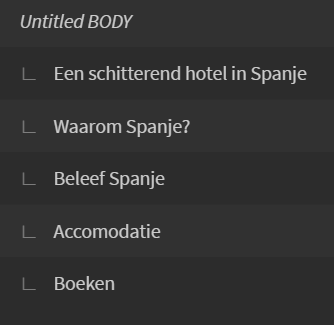 Untitled BODY
Een schitterend hotel in Spanje
Waarom Spanje?
Beleef Spanje
Accomodatie
Boeken